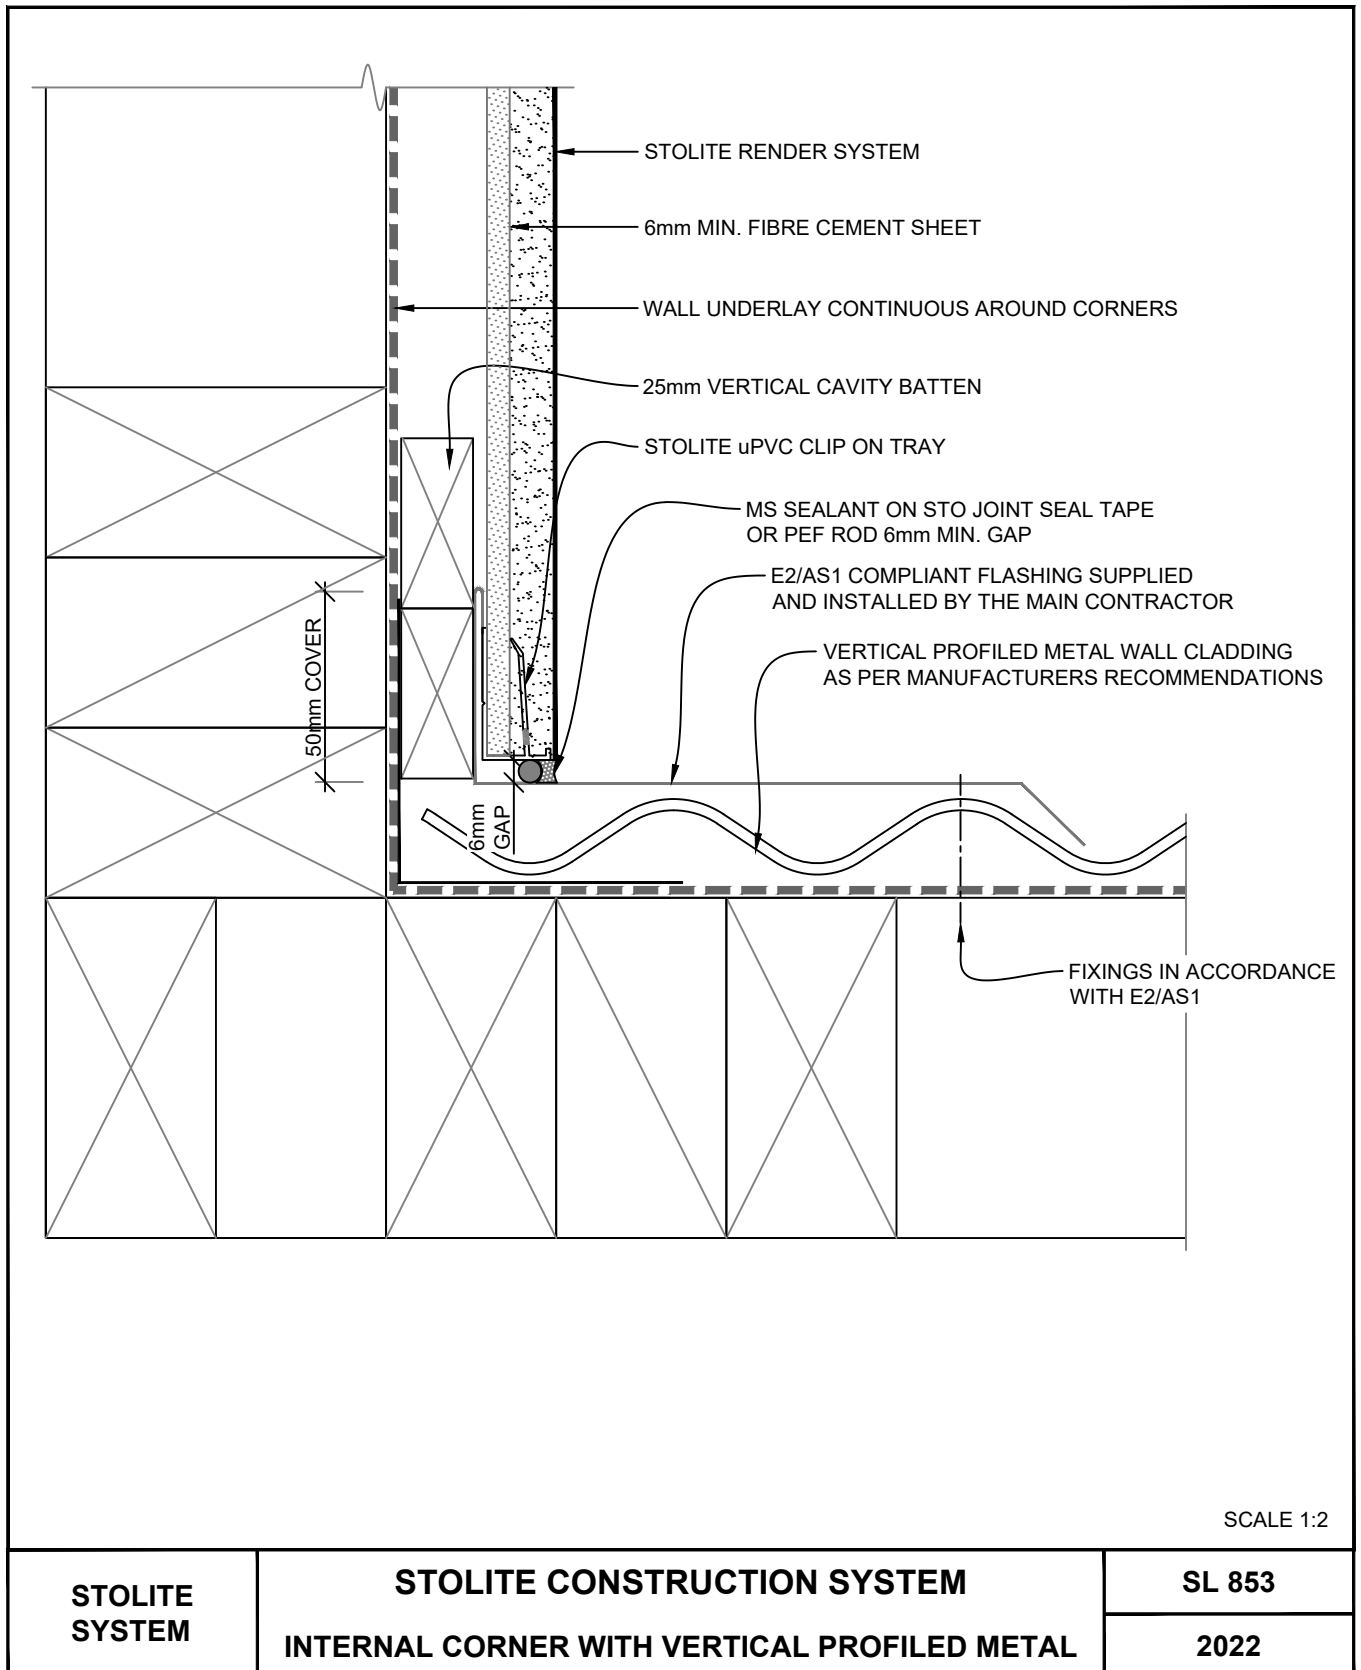 STOLITE RENDER SYSTEM
6mm MIN. FIBRE CEMENT SHEET
WALL UNDERLAY CONTINUOUS AROUND CORNERS
25mm VERTICAL CAVITY BATTEN
STOLITE uPVC CLIP ON TRAY
MS SEALANT ON STO JOINT SEAL TAPE
OR PEF ROD 6mm MIN. GAP
E2/AS1 COMPLIANT FLASHING SUPPLIED
AND INSTALLED BY THE MAIN CONTRACTOR
VERTICAL PROFILED METAL WALL CLADDING
AS PER MANUFACTURERS RECOMMENDATIONS
50mm COVER
6mm
GAP
FIXINGS IN ACCORDANCE
WITH E2/AS1
SCALE 1:2
STOLITE
SYSTEM
STOLITE CONSTRUCTION SYSTEM
INTERNAL CORNER WITH VERTICAL PROFILED METAL
SL 853
2022